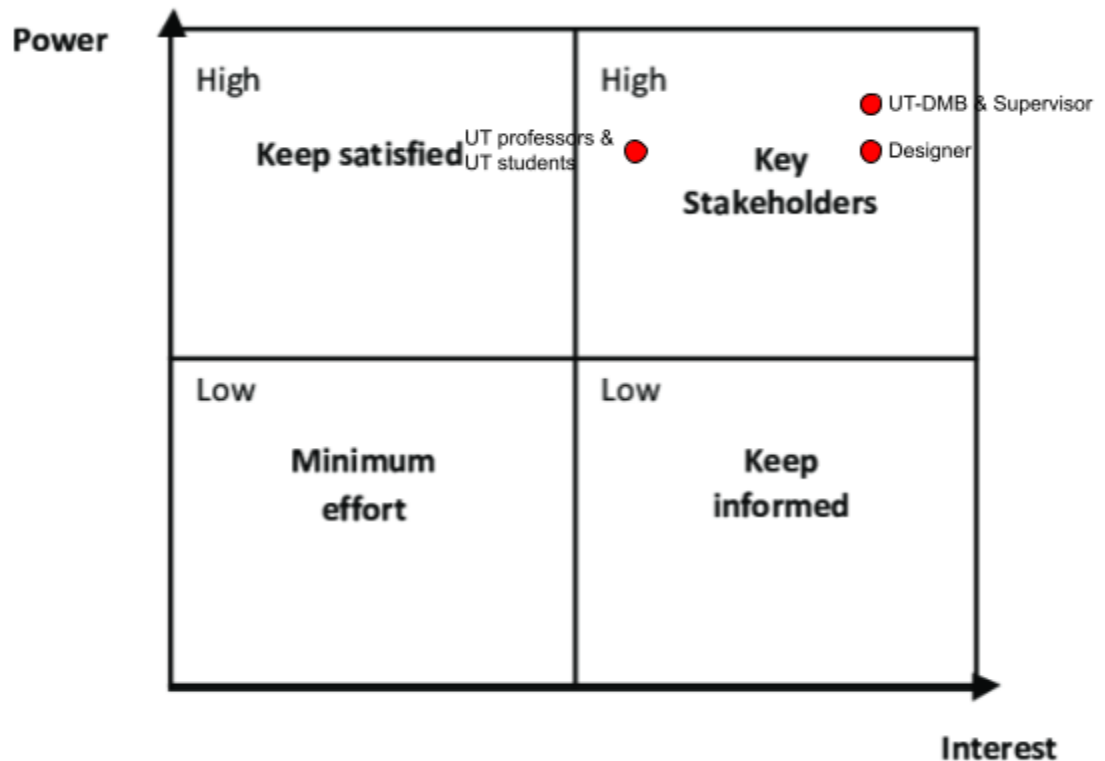 Power
High
High
UT-DMB & Supervisor
UT professors &
UT students
Keep satisfied
Designer
Key
Stakeholders
Low
Low
Minimum
effort
Keep
informed
Interest